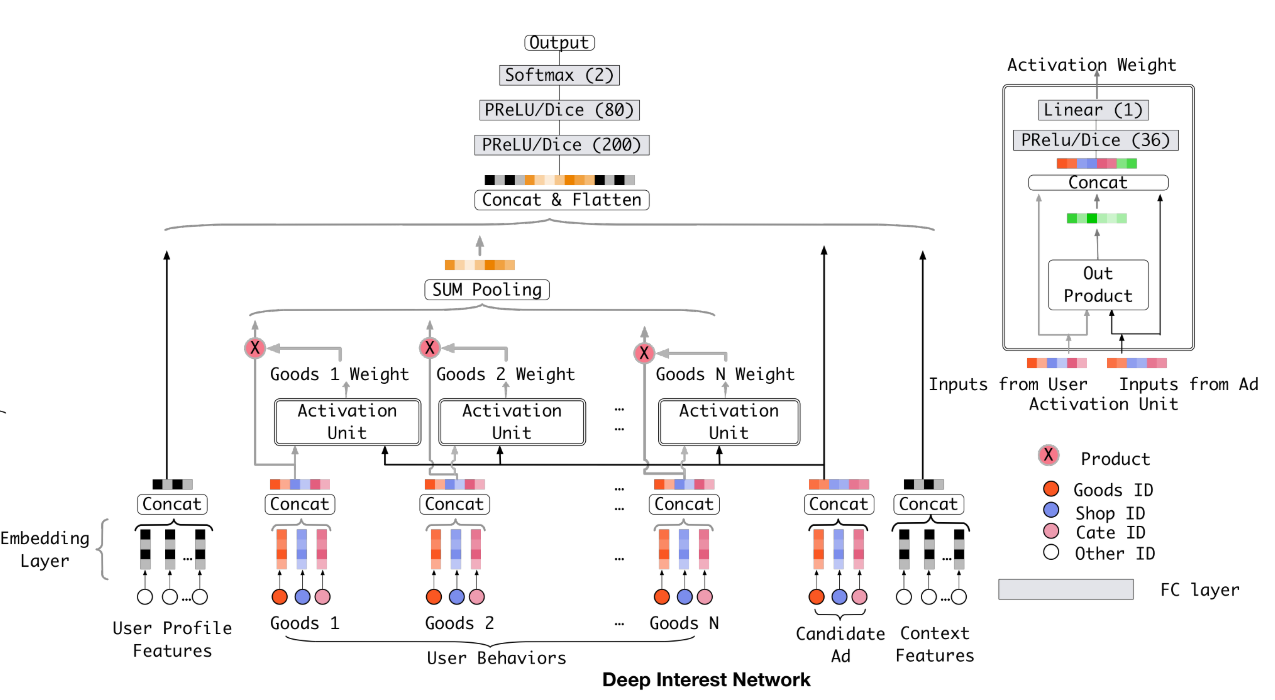 Output
Softmax (2)
PReLU/Dice (80)
PReLU/Dice (200)
Concat & Flatten
SUM Pooling
X
X
X
Goods 1 Weight
Goods 2 Weight
Goods N Weight
Activation
Unit
Activation
Unit
...
...
Activation
Unit
Concat
Concat
Concat
...
...
Concat
Concat
Concat
Embedding
Layer
...
...
...
...
...
User Profile
Features
Goods 1
Goods 2
...
Goods N
Candidate
Ad
Context
Features
User Behaviors
Deep Interest Network
Activation Weight
Linear (1)
PRelu/Dice (36)
Concat
Out
Product
Inputs from User
Inputs from Ad
Activation Unit
X
Product
Goods ID
Shop ID
Cate ID
Other ID
FC layer